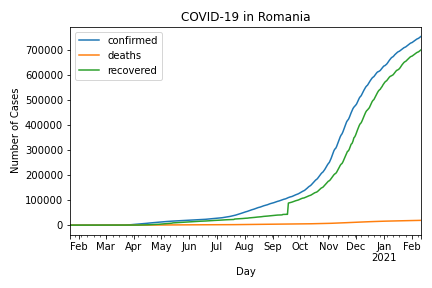 COVID-19 in Romania
confirmed
deaths
recovered
700000
600000
500000
400000
300000
200000
100000
0
Number of Cases
Feb Mar Apr May Jun Jul Aug Sep Oct Nov Dec Jan Feb
2021
Day